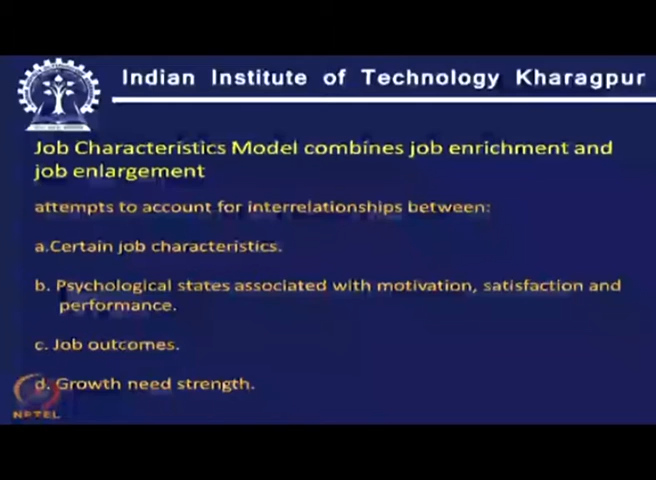 Indian Institute of Technology Kharagpur
Job Characteristics Model combines job enrichment and
job enlargement
attempts to account for interrelationships between:
a.Certain job characteristics.
b. Psychological states associated with motivation, satisfaction and
performance.
c. Job outcomes.
d. Growth need strength.
NPTEL